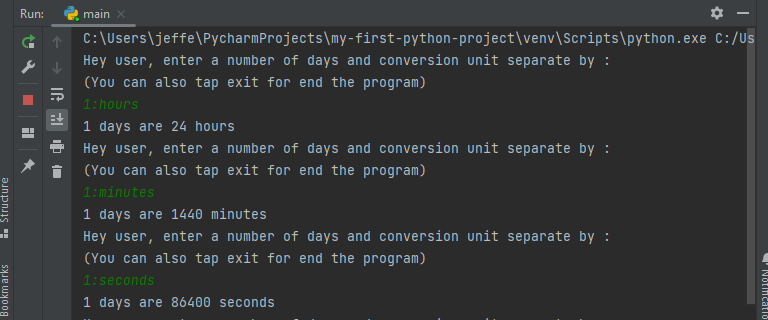 Run:
main
C:\Users\jeffe\PycharmProjects\my-first-python-project\venv\Scripts\python.exe C:/Us
Hey user, enter a number of days and conversion unit separate by :
(You can also tap exit for end the program)
1:hours
1 days are 24 hours
Hey user, enter a number of days and conversion unit separate by :
(You can also tap exit for end the program)
1:minutes
1 days are 1440 minutes
Hey user, enter a number of days and conversion unit separate by :
(You can also tap exit for end the program)
1:seconds
1 days are 86400 seconds
Structure
Bookmarks